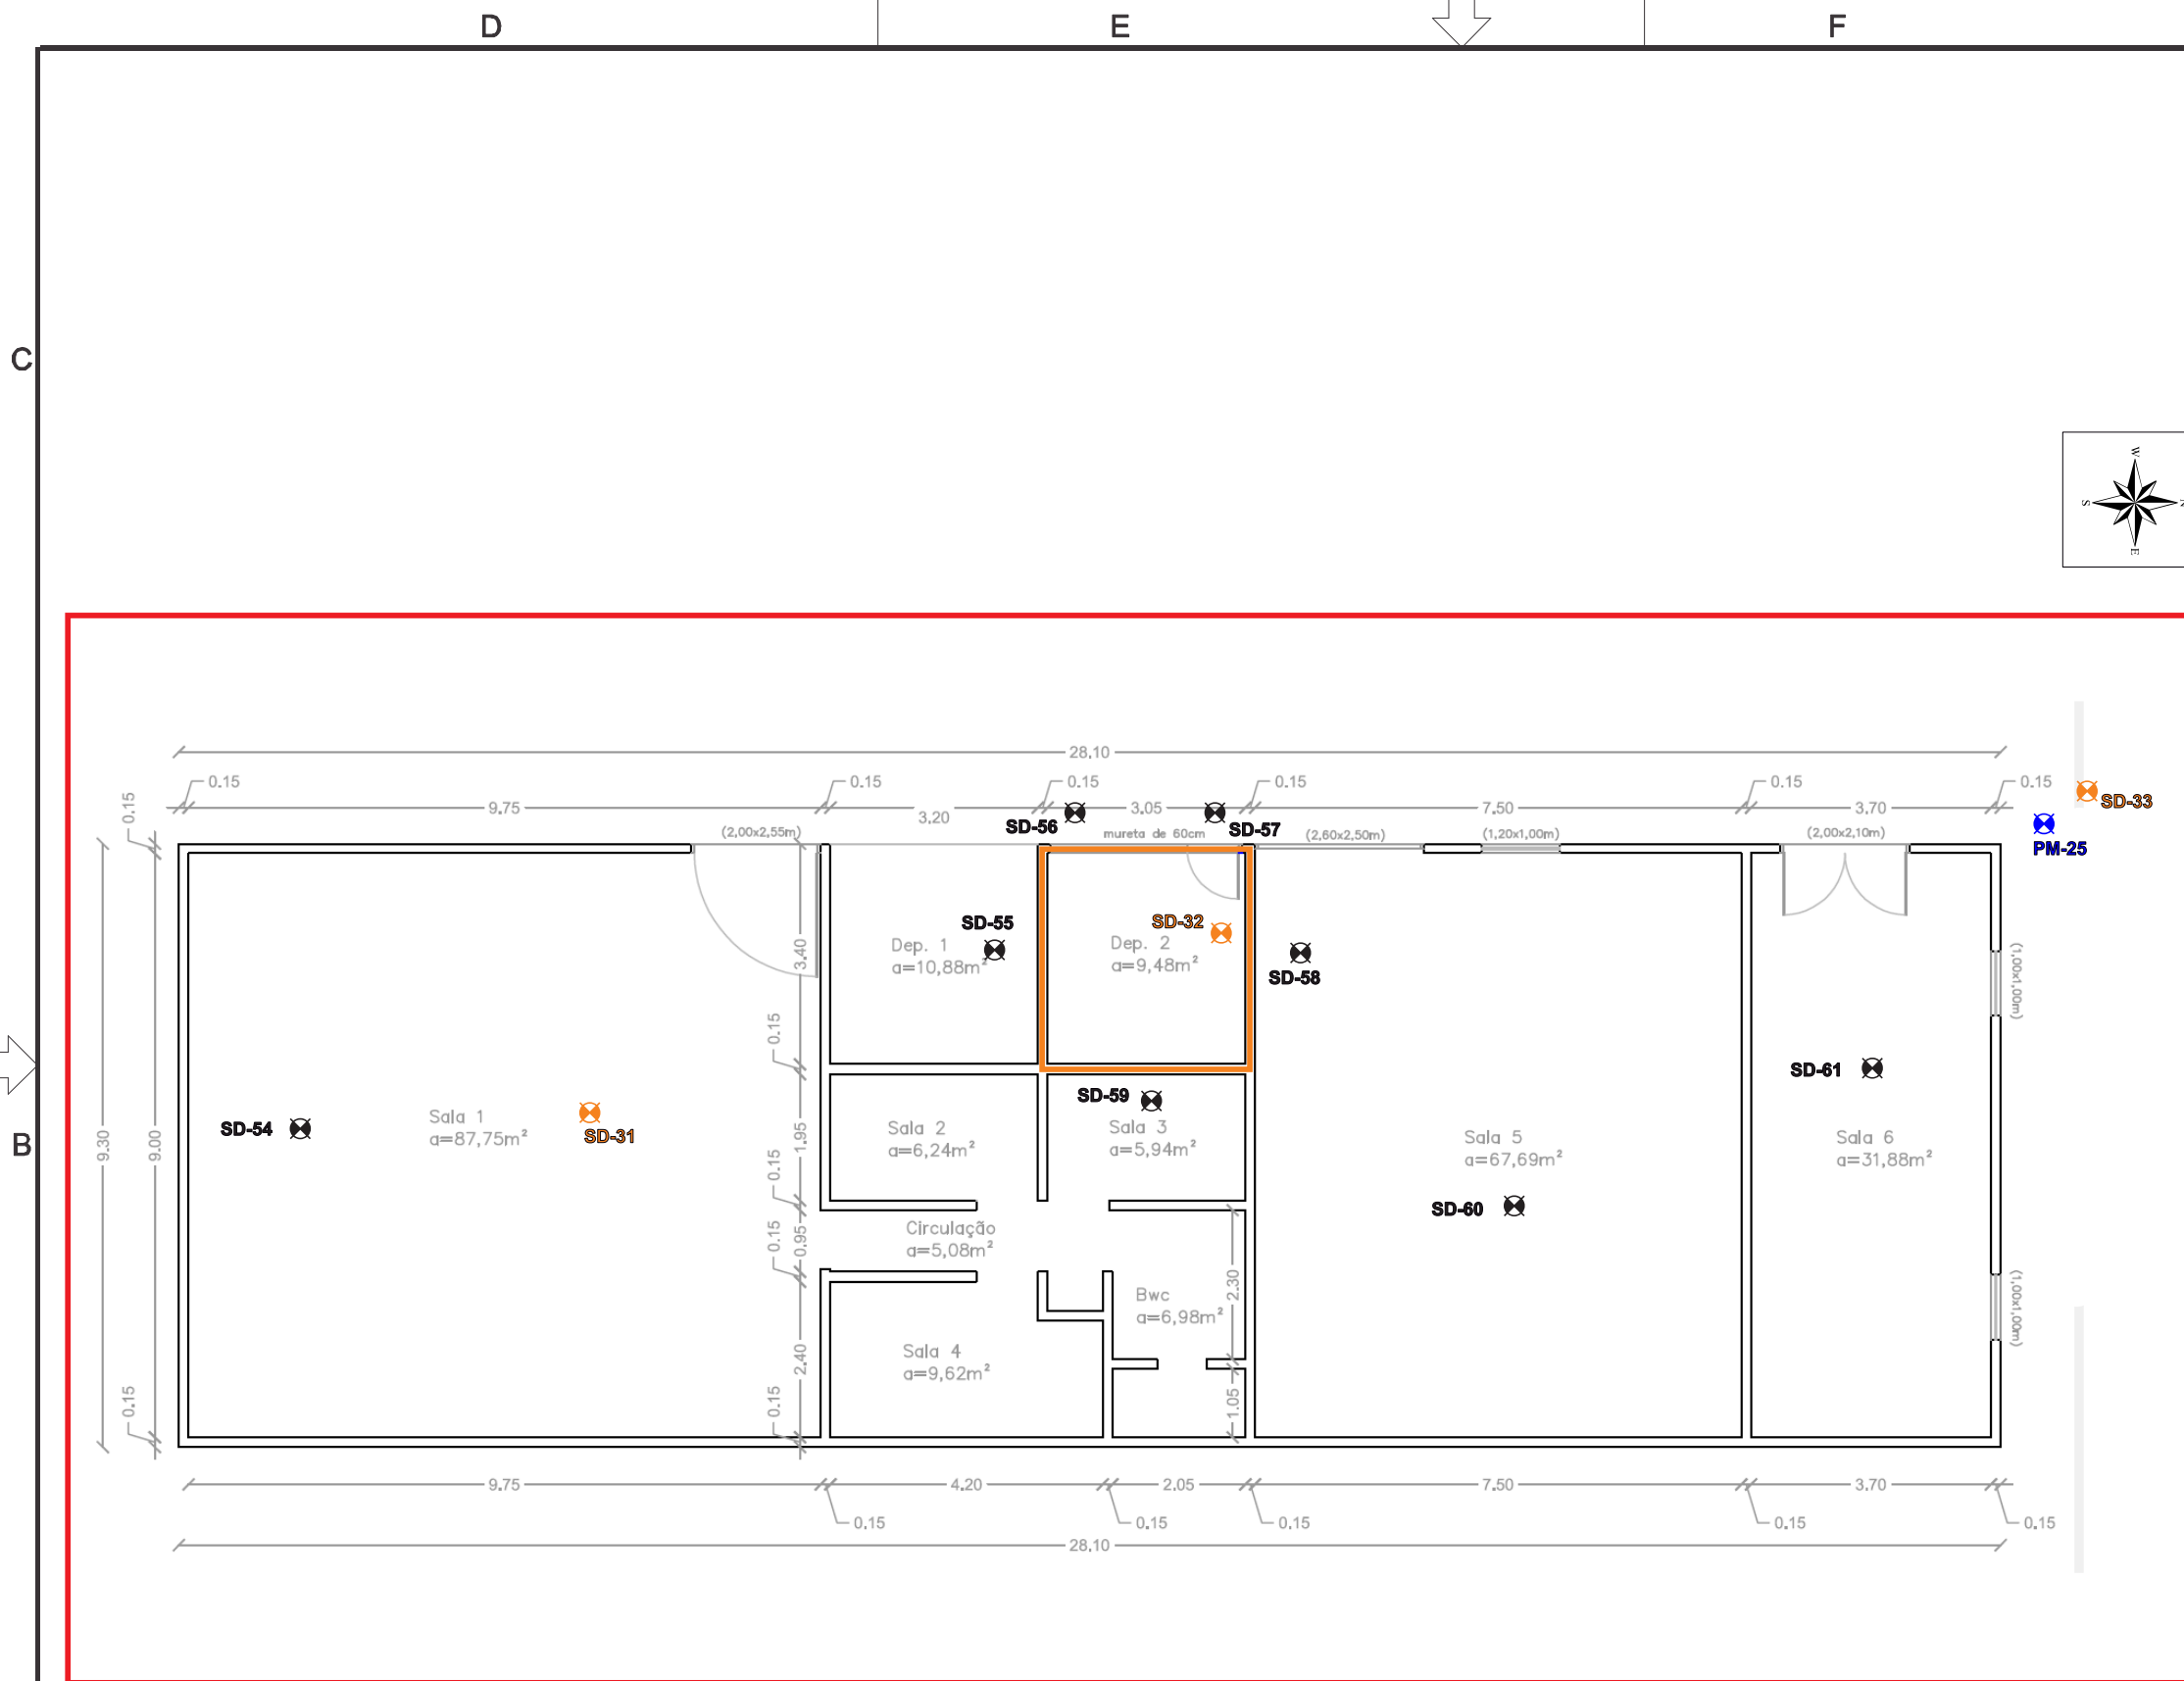 D
E
F
C
W
S
E
28.10
0.15
0.15
0.15
0.15
0.15
0.15
0.15
9.75
3.20
3.05
7.50
3.70
SD-33
SD-56
SD-57
PM-25
(2,00x2,55m)
mureta de 60cm
(2,60x2,50m)
(1,20x1,00m)
(2,00x2,10m)
SD-55
SD-32
Dep. 1
a=10,88m²
Dep. 2
a=9,48m²
SD-58
3.40
(1,00x1,00m)
0.15
SD-61
B
9.30
9.00
SD-54
Sala 1
a=87,75m²
SD-31
1.95
SD-59
Sala 2
a=6,24m²
Sala 3
a=5,94m²
Sala 5
a=67,69m²
Sala 6
a=31,88m²
0.15
SD-60
0.15
0.95
Circulação
a=5,08m²
2.30
Bwc
a=6,98m²
(1,00x1,00m)
Sala 4
a=9,62m²
2.40
0.15
0.15
1.05
9.75
4.20
2.05
7.50
3.70
0.15
0.15
0.15
0.15
0.15
28.10